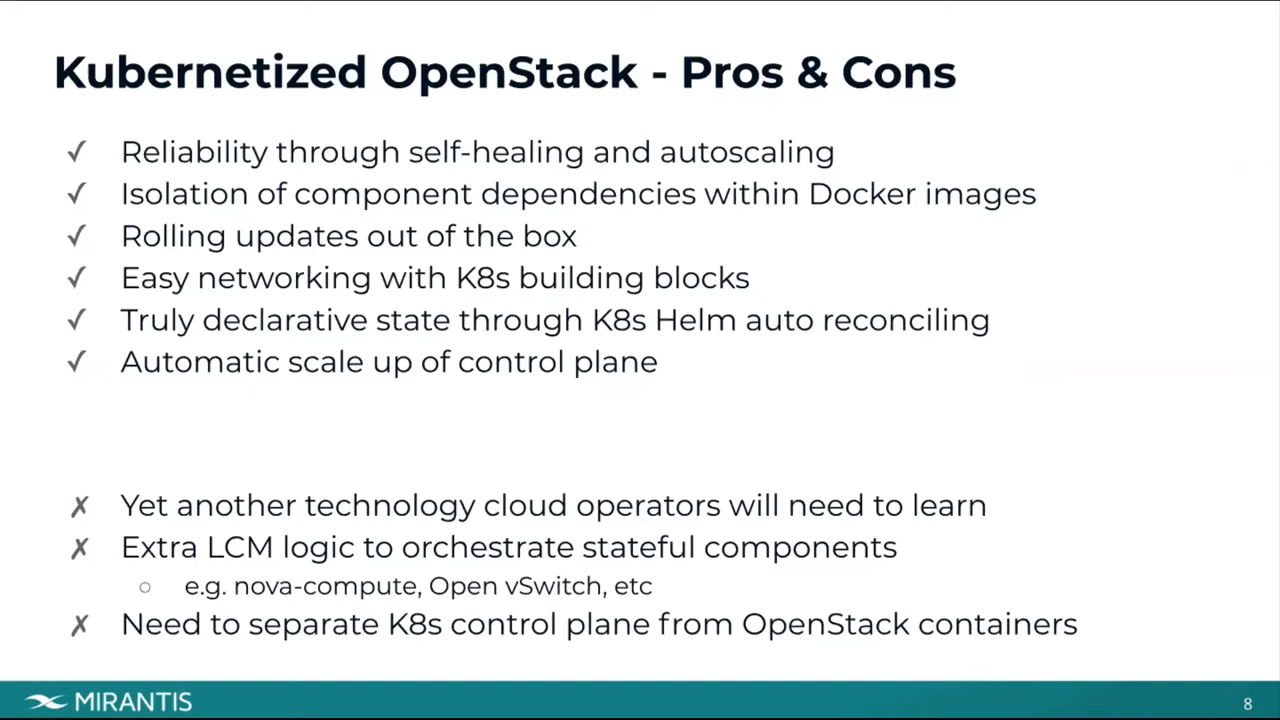 Kubernetized OpenStack - Pros & Cons
✓ Reliability through self-healing and autoscaling
✓ Isolation of component dependencies within Docker images
✓ Rolling updates out of the box
✓ Easy networking with K8s building blocks
✓ Truly declarative state through K8s Helm auto reconciling
✓ Automatic scale up of control plane
✗ Yet another technology cloud operators will need to learn
✗ Extra LCM logic to orchestrate stateful components
○ e.g. nova-compute, Open vSwitch, etc
✗ Need to separate K8s control plane from OpenStack containers
MIRANTIS
8